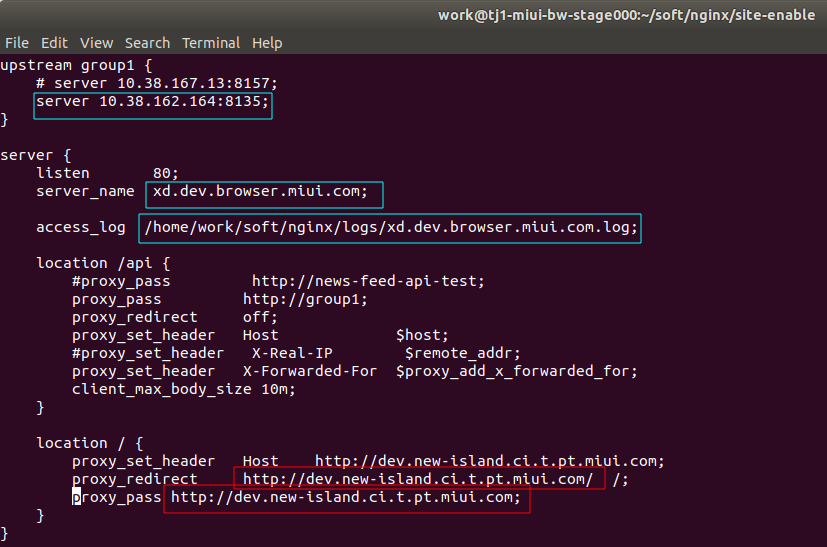 work@tj1-miui-bw-stage000:~/soft/nginx/site-enable
File Edit View Search Terminal Help
upstream group1 {
    # server 10.38.167.13:8157;
    server 10.38.162.164:8135;
}

server {
    listen       80;
    server_name  xd.dev.browser.miui.com;

    access_log  /home/work/soft/nginx/logs/xd.dev.browser.miui.com.log;

    location /api {
        #proxy_pass         http://news-feed-api-test;
        proxy_pass         http://group1;
        proxy_redirect     off;
        proxy_set_header   Host             $host;
        #proxy_set_header   X-Real-IP        $remote_addr;
        proxy_set_header   X-Forwarded-For  $proxy_add_x_forwarded_for;
        client_max_body_size 10m;
    }

    location / {
        proxy_set_header   Host    http://dev.new-island.ci.t.pt.miui.com;
        proxy_redirect     http://dev.new-island.ci.t.pt.miui.com/  /;
        proxy_pass http://dev.new-island.ci.t.pt.miui.com;
    }
}